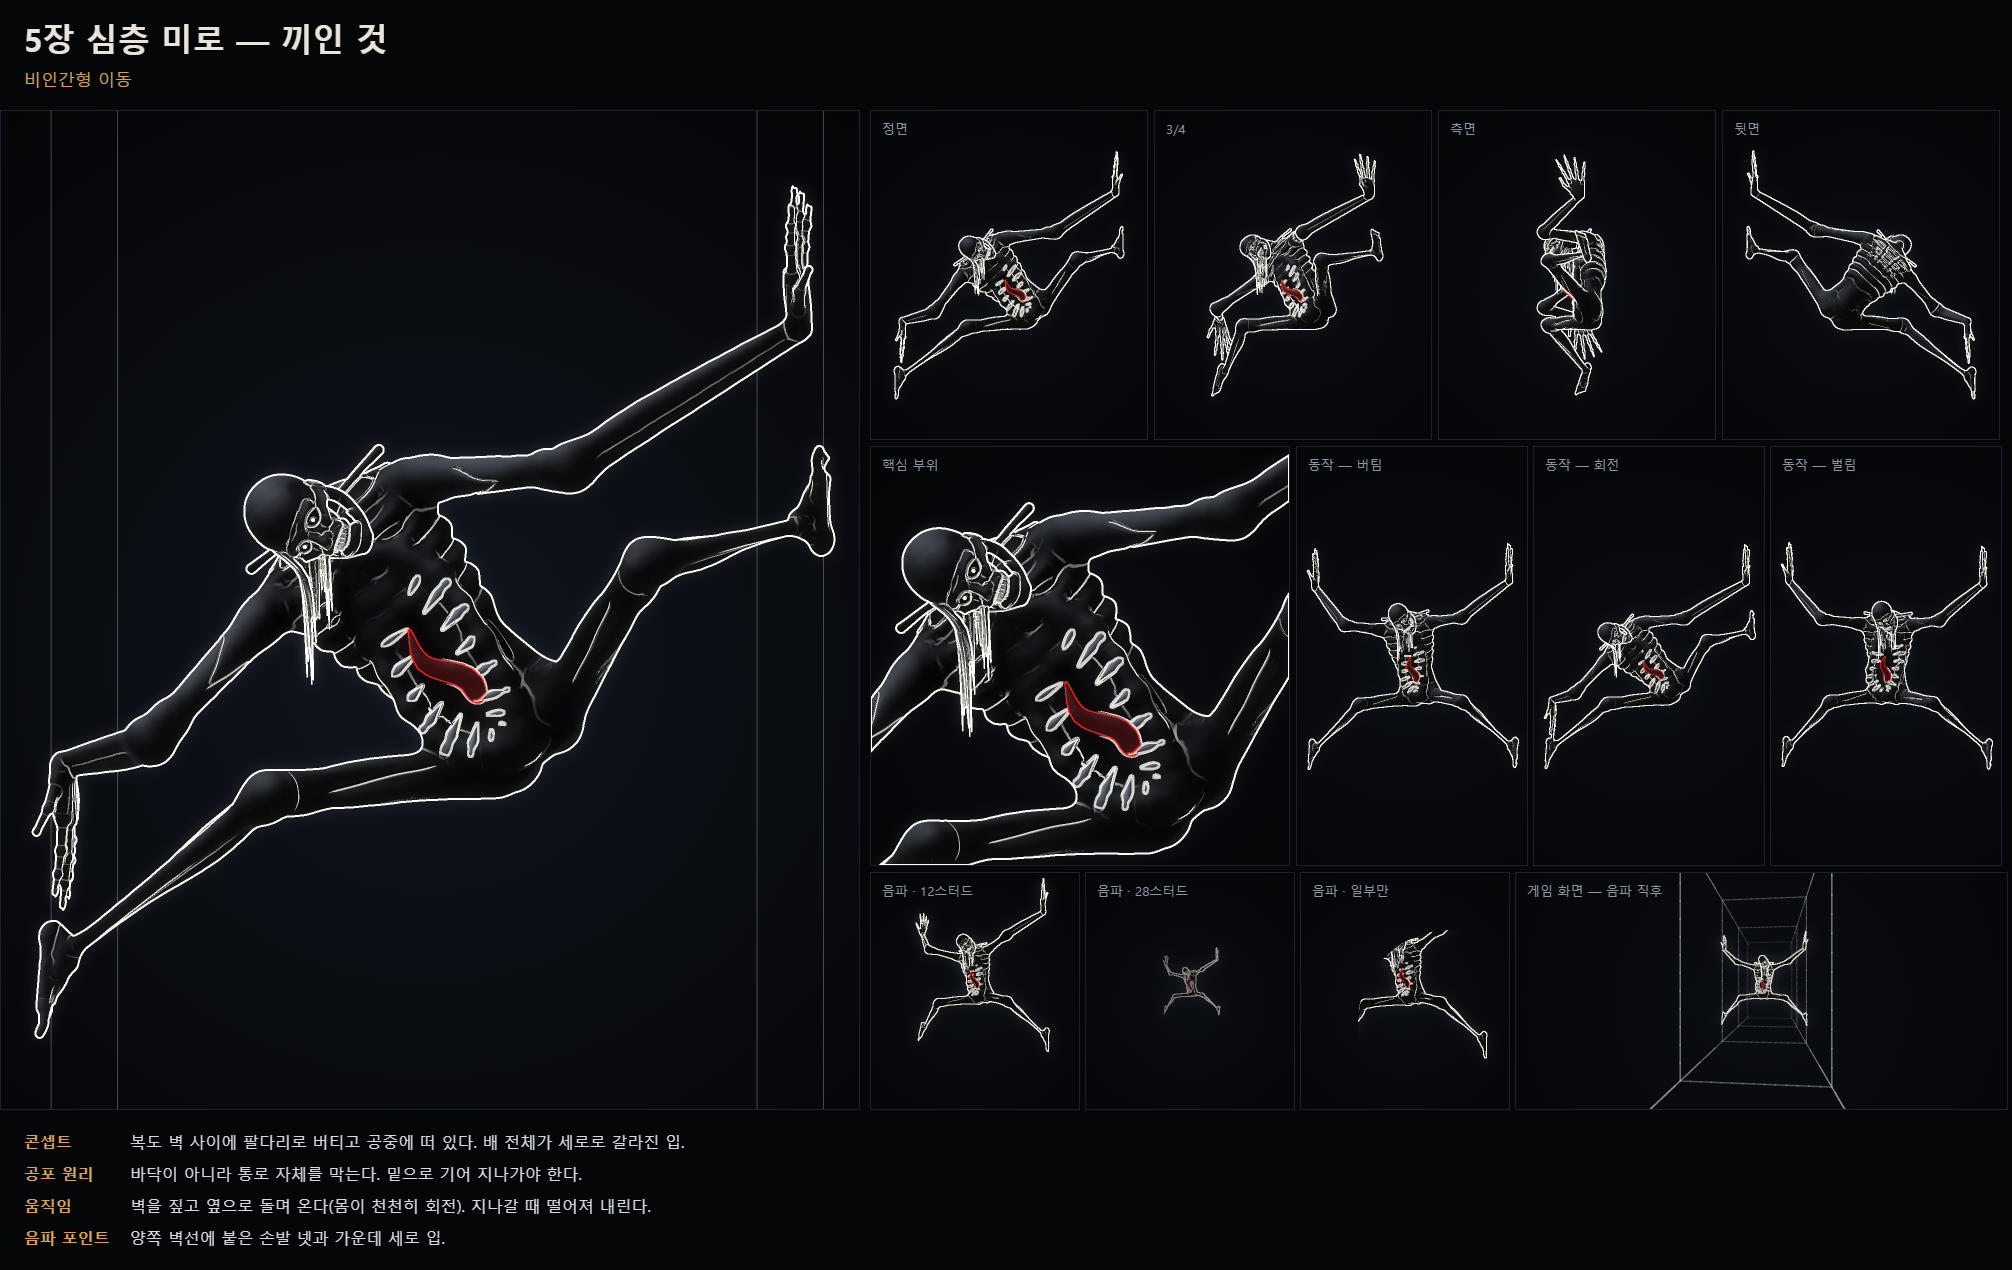 5장 심층 미로 — 끼인 것
비인간형 이동
정면
3/4
측면
뒷면
핵심 부위
동작 — 버팀
동작 — 회전
동작 — 벌림
음파 · 12스터드
음파 · 28스터드
음파 · 일부만
게임 화면 — 음파 직후
콘셉트 복도 벽 사이에 팔다리로 버티고 공중에 떠 있다. 배 전체가 세로로 갈라진 입.
공포 원리 바닥이 아니라 통로 자체를 막는다. 밑으로 기어 지나가야 한다.
움직임 벽을 짚고 옆으로 돌며 온다(몸이 천천히 회전). 지나갈 때 떨어져 내린다.
음파 포인트 양쪽 벽선에 붙은 손발 넷과 가운데 세로 입.